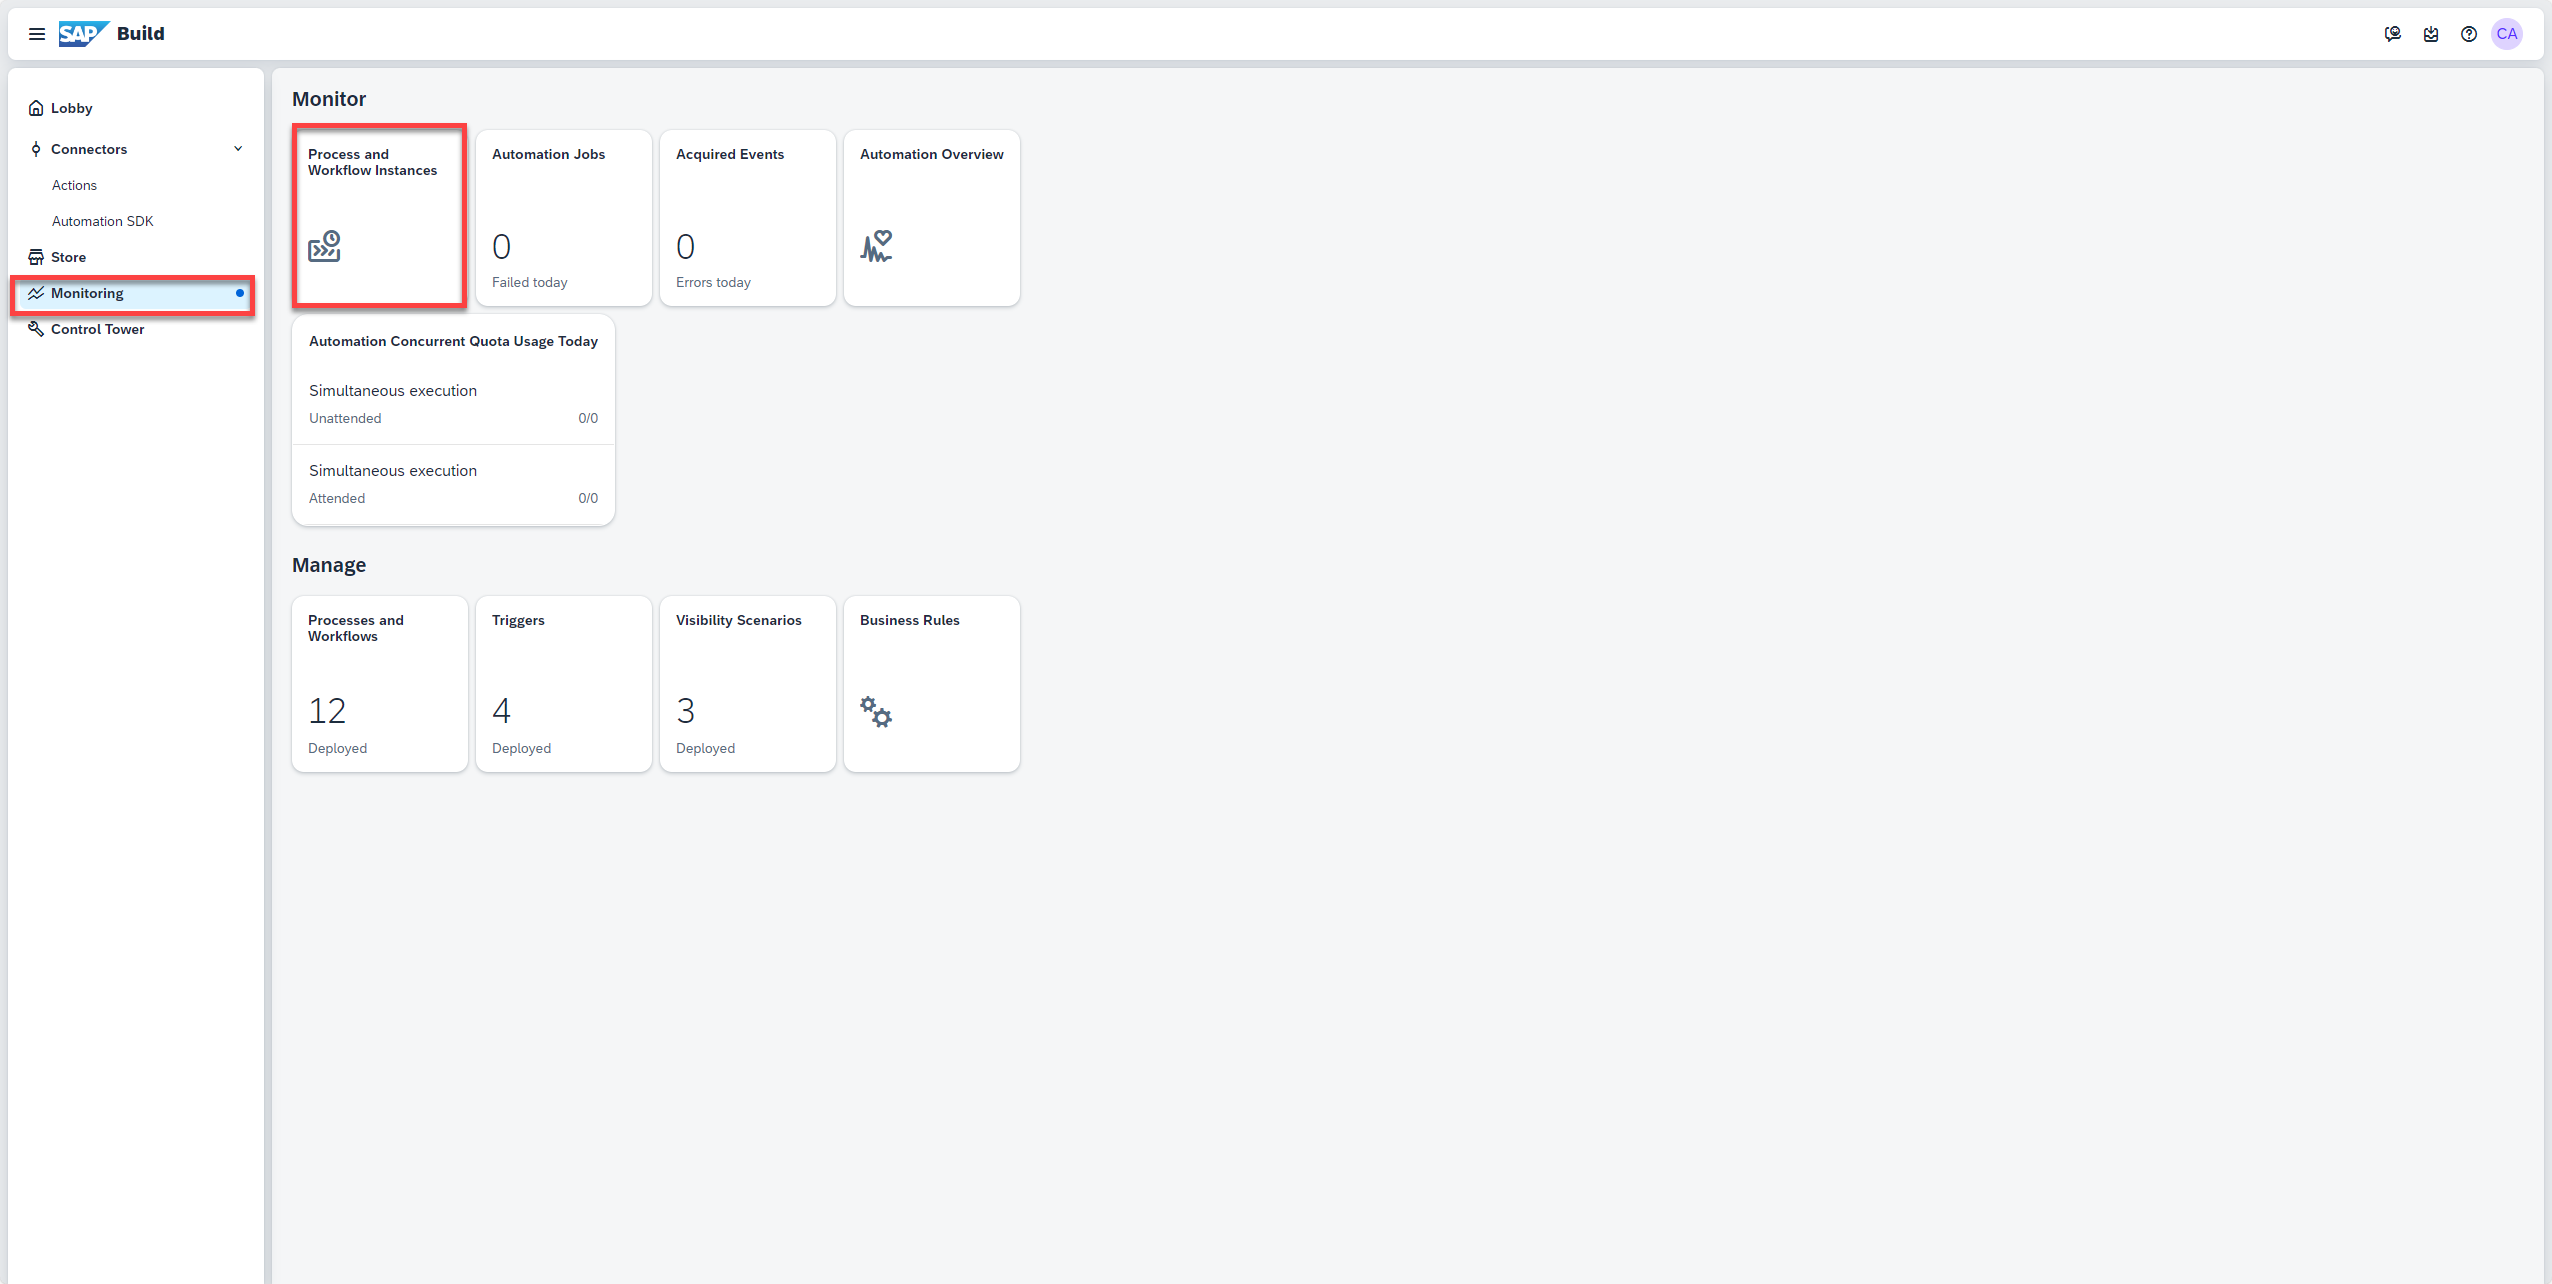 SAP Build
CA
Lobby
Connectors
Actions
Automation SDK
Store
Monitoring
Control Tower
Monitor
Process and
Workflow Instances
Automation Jobs
0
Failed today
Acquired Events
0
Errors today
Automation Overview
Automation Concurrent Quota Usage Today
Simultaneous execution
Unattended 0/0
Simultaneous execution
Attended 0/0
Manage
Processes and
Workflows
12
Deployed
Triggers
4
Deployed
Visibility Scenarios
3
Deployed
Business Rules